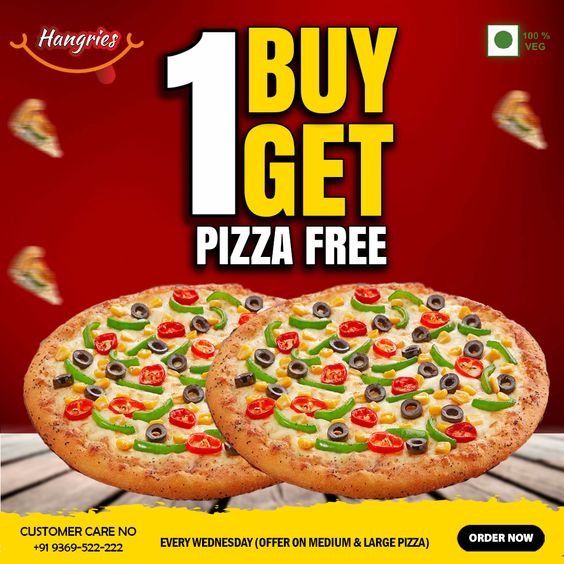 Hangries
100 %
VEG
1 BUY
GET
PIZZA FREE
CUSTOMER CARE NO
+91 9369-522-222
EVERY WEDNESDAY (OFFER ON MEDIUM & LARGE PIZZA)
ORDER NOW